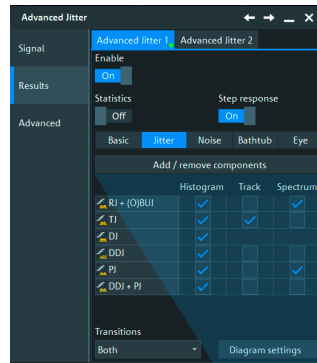 Advanced Jitter
Signal
Results
Advanced
Advanced Jitter 1 Advanced Jitter 2
Enable
On
Statistics Step response
Off On
Basic Jitter Noise Bathtub Eye
Add / remove components
Histogram Track Spectrum
RJ + (O)BUJ
TJ
DJ
DDJ
PJ
DDJ + PJ
Transitions
Both Diagram settings